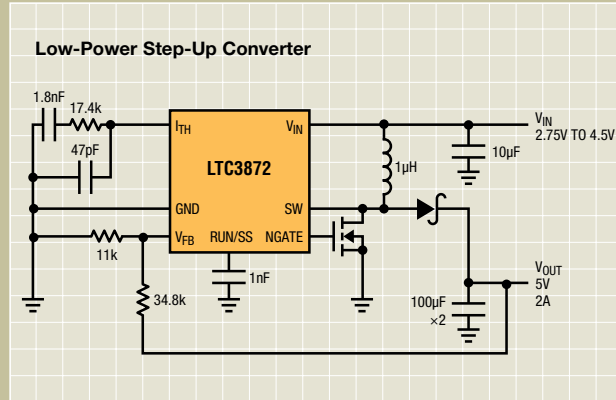 Low-Power Step-Up Converter
1.8nF
17.4k
47pF
ITH
VIN
LTC3872
GND
SW
VFB
RUN/SS
NGATE
11k
34.8k
1nF
1µH
10µF
VIN
2.75V TO 4.5V
100µF
×2
VOUT
5V
2A